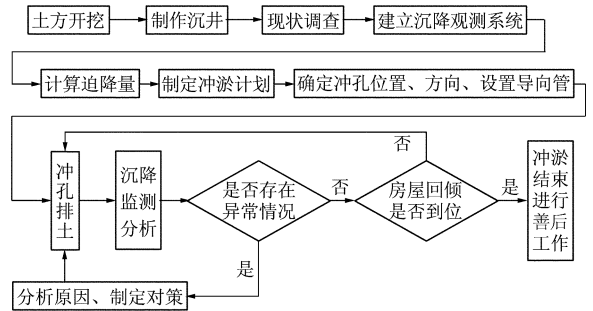 土方开挖
制作沉井
现状调查
建立沉降观测系统
计算迫降量
制定冲淤计划
确定冲孔位置、方向、设置导向管
冲
孔
排
土
沉降
监测
分析
是否存在
异常情况
否
是
房屋回倾
是否到位
否
是
冲淤
结束
进行
善后
工作
分析原因、制定对策